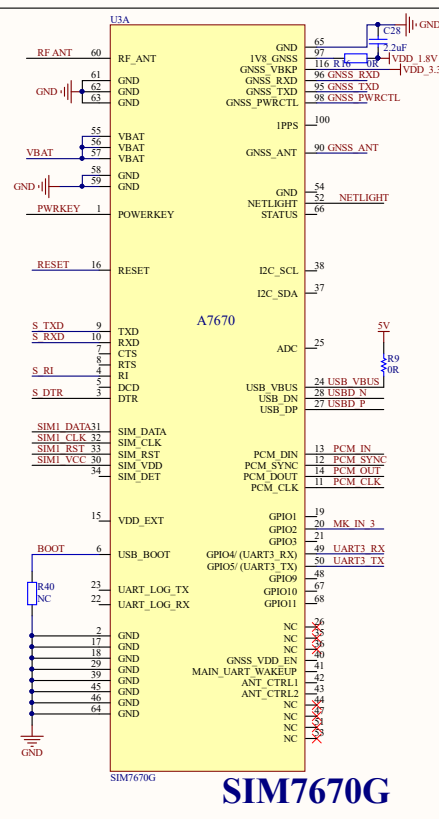 U3A
GND
C28
2.2uF
RF ANT 60 RF_ANT
GND 65
1V8_GNSS 97 R16 0R VDD_1.8V
GNSS_VBKP 116 VDD_3.3
GNSS_RXD 96 GNSS_RXD
GNSS_TXD 95 GNSS_TXD
GNSS_PWRCTL 98 GNSS_PWRCTL
61 GND
GND 62 GND
63 GND
1PPS 100
55 VBAT
56 VBAT
VBAT 57 VBAT
GNSS_ANT 90 GNSS_ANT
58 GND
GND 59 GND
GND 54
NETLIGHT 52 NETLIGHT
STATUS 66
PWRKEY 1 POWERKEY
RESET 16 RESET
I2C_SCL 38
I2C_SDA 37
A7670
5V
S_TXD 9 TXD
S_RXD 10 RXD
7 CTS
8 RTS
S_RI 4 RI
5 DCD
S_DTR 3 DTR
ADC 25
R9
0R
USB_VBUS 24 USB_VBUS
USB_DN 28 USBD_N
USB_DP 27 USBD_P
SIM1_DATA 31 SIM_DATA
SIM1_CLK 32 SIM_CLK
SIM1_RST 33 SIM_RST
SIM1_VCC 30 SIM_VDD
34 SIM_DET
PCM_DIN 13 PCM_IN
PCM_SYNC 12 PCM_SYNC
PCM_DOUT 14 PCM_OUT
PCM_CLK 11 PCM_CLK
15 VDD_EXT
BOOT 6 USB_BOOT
GPIO1 19
GPIO2 20 MK_IN_3
GPIO3 21
GPIO4/ (UART3_RX) 49 UART3_RX
GPIO5/ (UART3_TX) 50 UART3_TX
GPIO9 48
GPIO10 67
GPIO11 68
R40
NC
23 UART_LOG_TX
22 UART_LOG_RX
2 GND
17 GND
18 GND
29 GND
39 GND
45 GND
46 GND
64 GND
GND
NC 26
NC 35
NC 36
GNSS_VDD_EN 40
MAIN_UART_WAKEUP 41
ANT_CTRL1 42
ANT_CTRL2 43
NC 44
NC 47
NC 51
NC 53
SIM7670G
SIM7670G